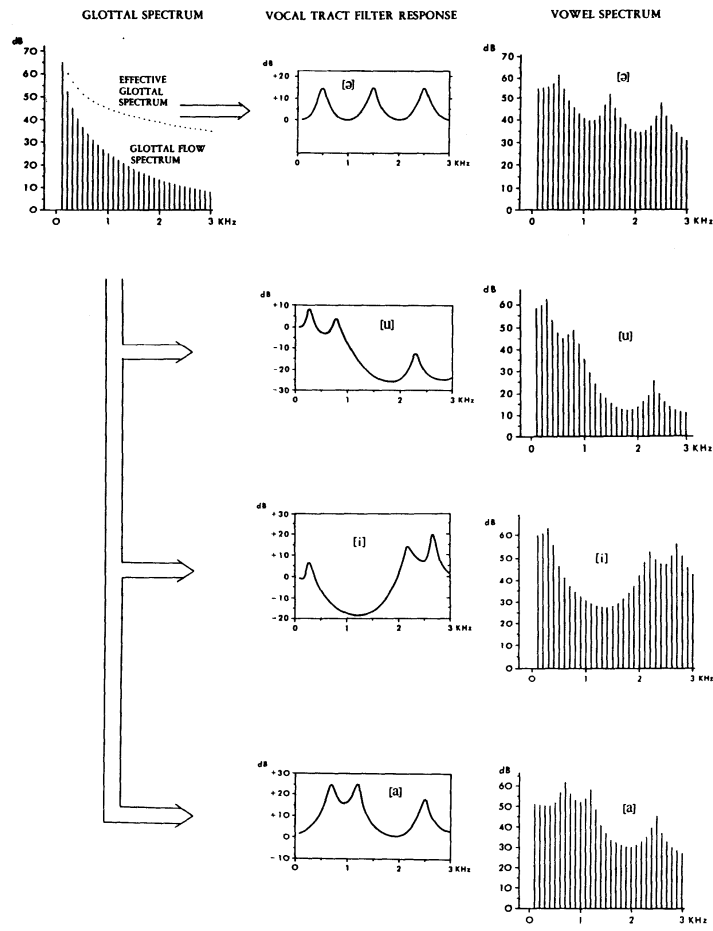 GLOTTAL SPECTRUM
VOCAL TRACT FILTER RESPONSE
VOWEL SPECTRUM
dB
70
60
50
40
30
20
10
0
0 1 2 3 KHz
EFFECTIVE
GLOTTAL
SPECTRUM
GLOTTAL FLOW
SPECTRUM
dB
+20
+10
0
0 1 2 3 KHz
[ə]
dB
70
60
50
40
30
20
10
0
0 1 2 3 KHz
[ə]
dB
+10
0
-10
-20
-30
0 1 2 3 KHz
[u]
dB
60
50
40
30
20
10
0
0 1 2 3 KHz
[u]
dB
+30
+20
+10
0
-10
-20
0 1 2 3 KHz
[i]
dB
60
50
40
30
20
10
0
0 1 2 3 KHz
[i]
dB
+30
+20
+10
0
-10
0 1 2 3 KHz
[a]
dB
60
50
40
30
20
10
0
0 1 2 3 KHz
[a]